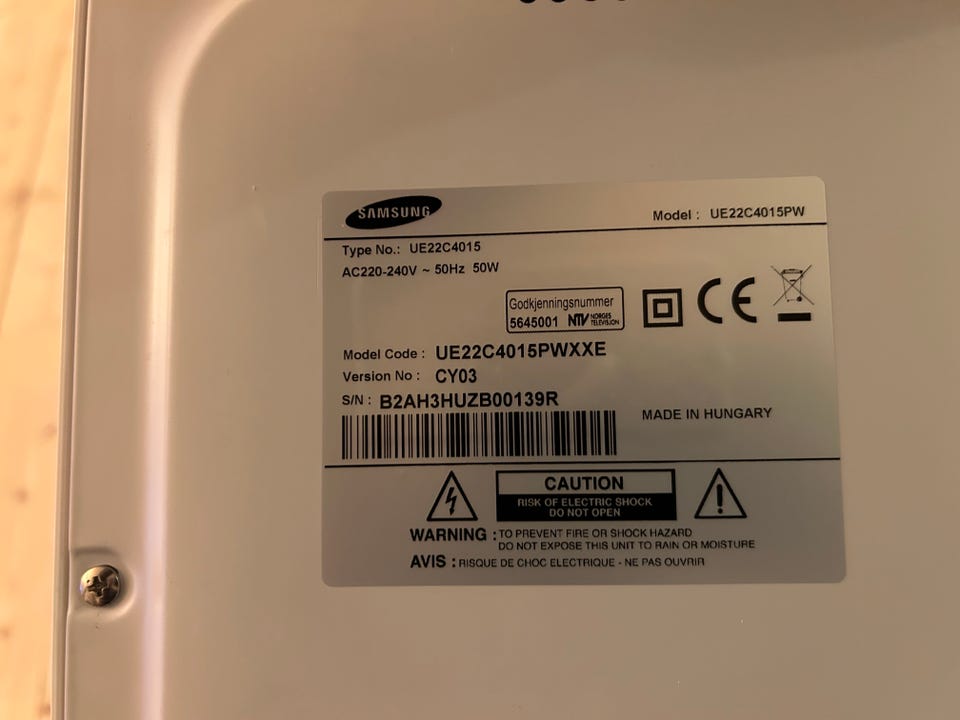 SAMSUNG
Model : UE22C4015PW
Type No.: UE22C4015
AC220-240V ~ 50Hz 50W
Godkjenningsnummer
5645001 NTV NORGES TELEVISJON
Model Code : UE22C4015PWXXE
Version No : CY03
S/N : B2AH3HUZB00139R
MADE IN HUNGARY
CAUTION
RISK OF ELECTRIC SHOCK
DO NOT OPEN
WARNING : TO PREVENT FIRE OR SHOCK HAZARD
DO NOT EXPOSE THIS UNIT TO RAIN OR MOISTURE
AVIS : RISQUE DE CHOC ELECTRIQUE - NE PAS OUVRIR